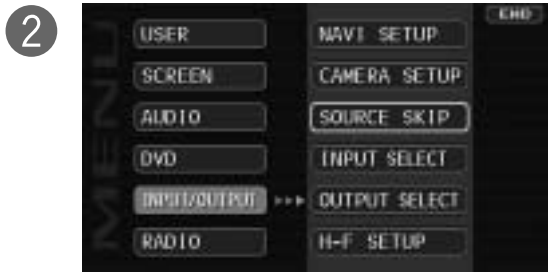 2
END
MENU
USER
NAVI SETUP
SCREEN
CAMERA SETUP
AUDIO
SOURCE SKIP
DVD
INPUT SELECT
INPUT/OUTPUT
OUTPUT SELECT
RADIO
H-F SETUP